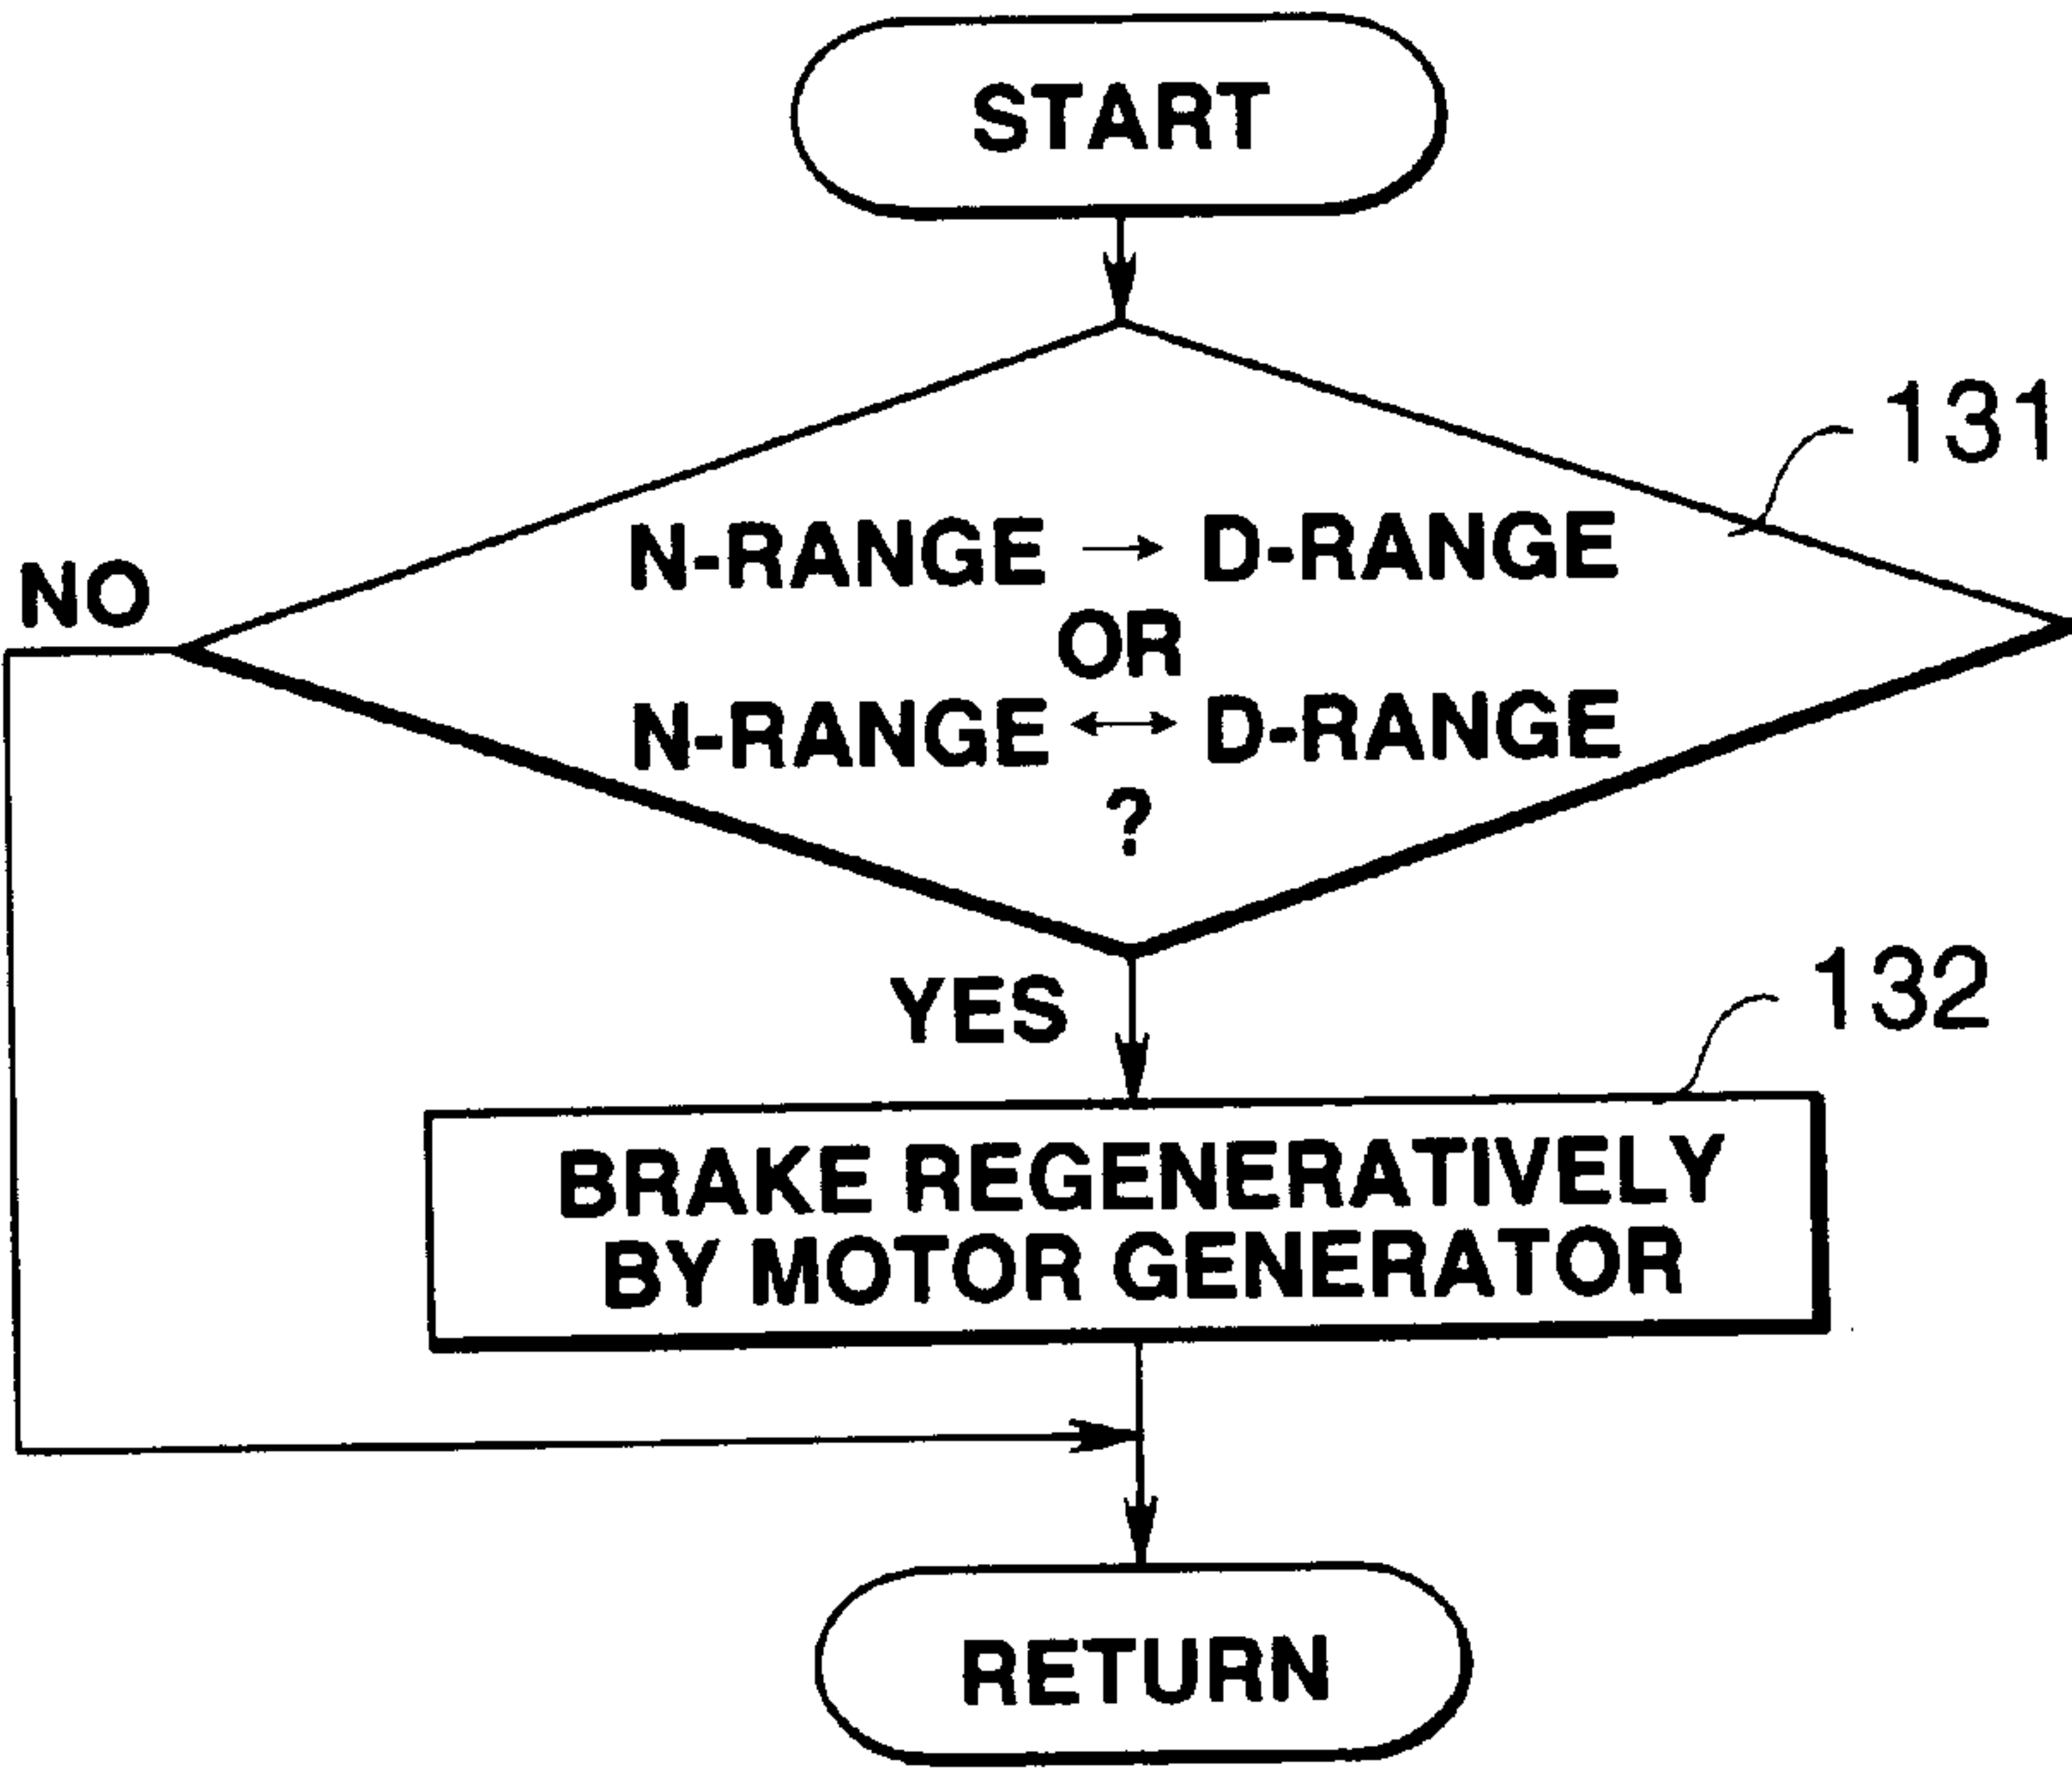 START
131
N-RANGE → D-RANGE
OR
N-RANGE ↔ D-RANGE
?
NO
YES
132
BRAKE REGENERATIVELY
BY MOTOR GENERATOR
RETURN